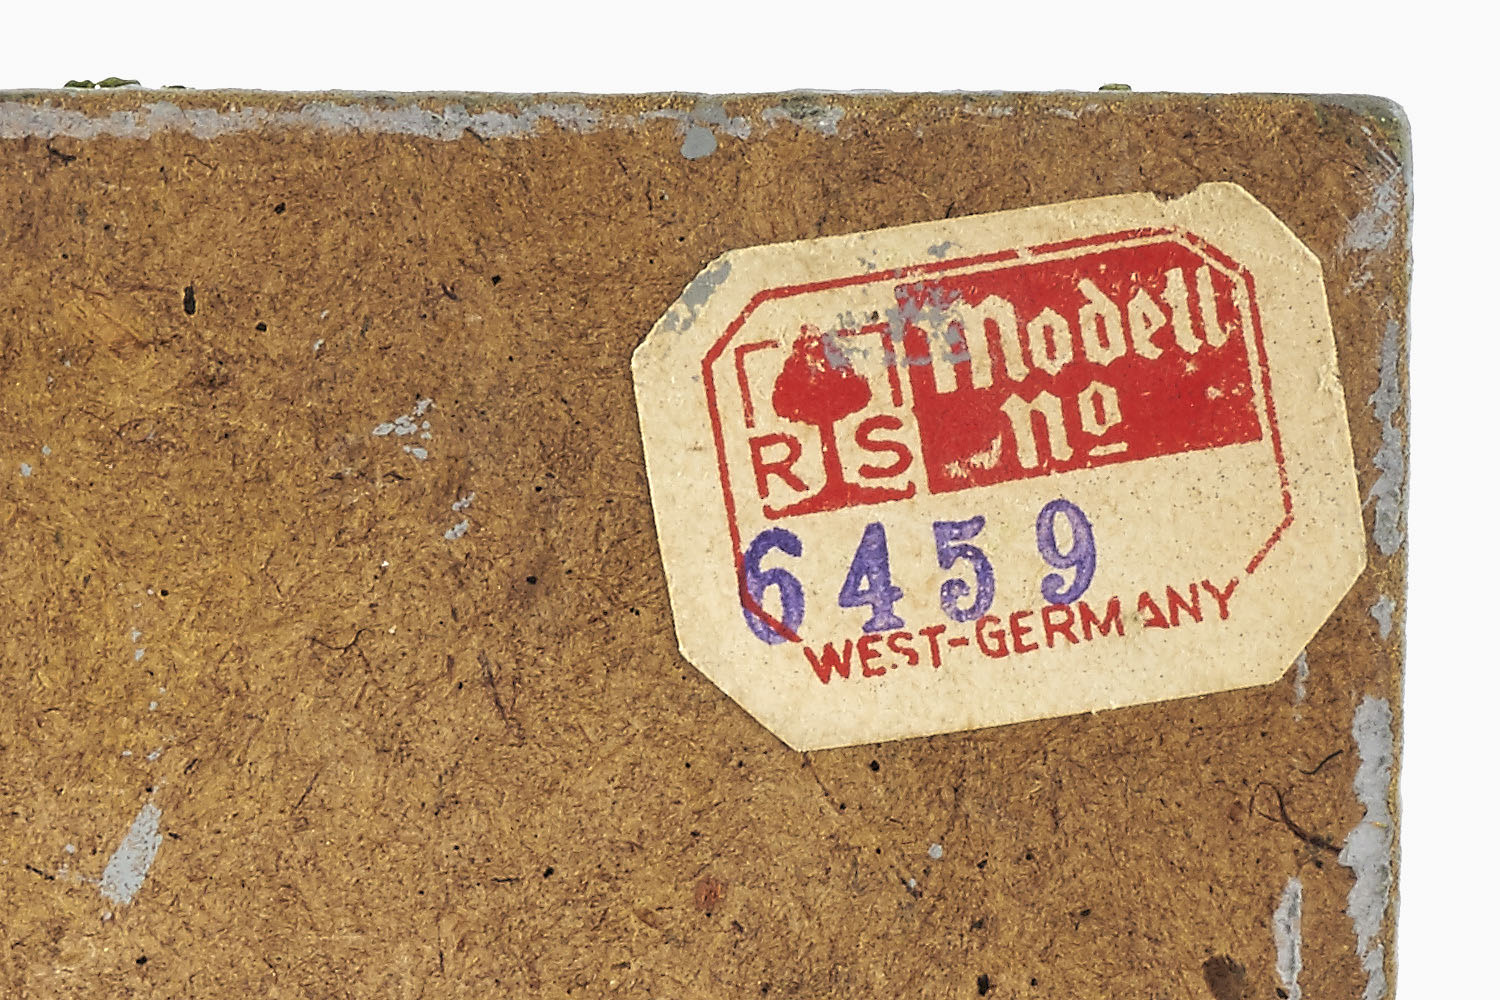 Modell
no
RS
6459
WEST-GERMANY